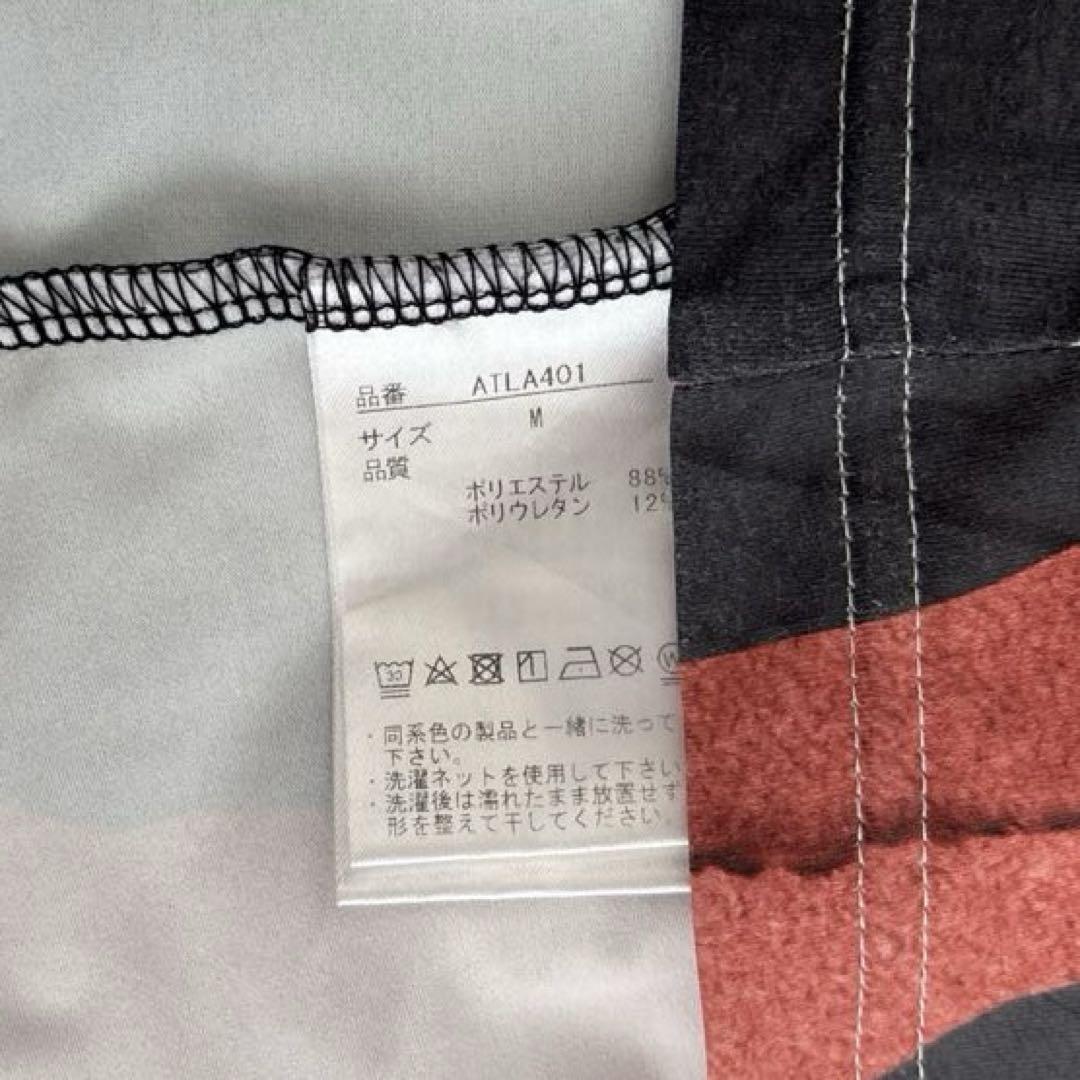 品番 ATLA401
サイズ M
品質
ポリエステル 88%
ポリウレタン 12%
30
・同系色の製品と一緒に洗って
下さい。
・洗濯ネットを使用して下さい
・洗濯後は濡れたまま放置せず
形を整えて干してください
W